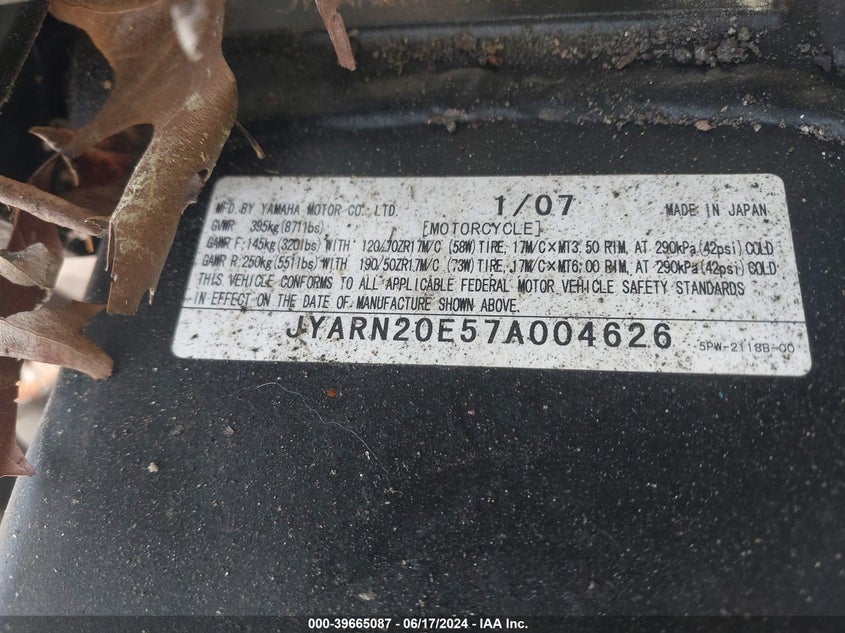 MFD. BY YAMAHA MOTOR CO., LTD. 1/07 MADE IN JAPAN
GVWR 395kg(871lbs) [MOTORCYCLE]
GAWR F:145kg(320lbs) WITH 120/70ZR17M/C (58W) TIRE, 17M/C×MT3.50 RIM, AT 290kPa(42psi) COLD
GAWR R:250kg(551lbs) WITH 190/50ZR17M/C (73W) TIRE, 17M/C×MT6.00 RIM, AT 290kPa(42psi) COLD
THIS VEHICLE CONFORMS TO ALL APPLICABLE FEDERAL MOTOR VEHICLE SAFETY STANDARDS
IN EFFECT ON THE DATE OF MANUFACTURE SHOWN ABOVE.
JYARN20E57A004626 5PW-2118B-00
000-39665087 - 06/17/2024 - IAA Inc.